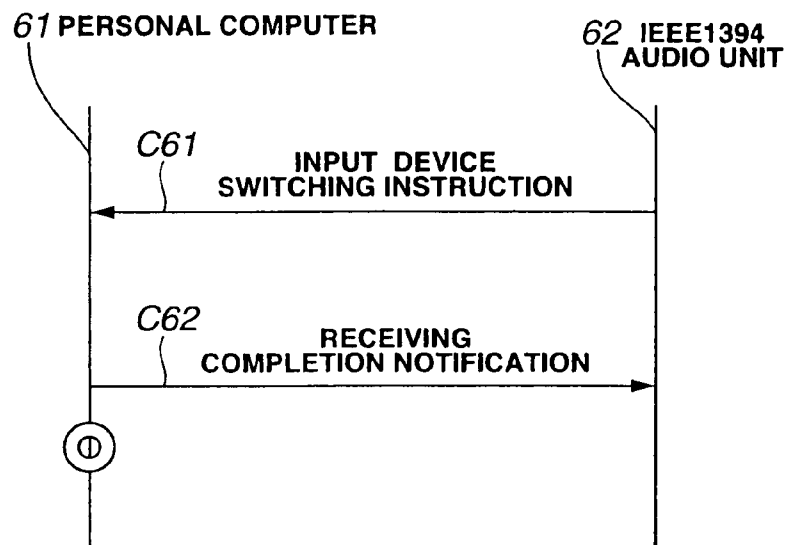 61 PERSONAL COMPUTER
62 IEEE1394
AUDIO UNIT
C61
INPUT DEVICE
SWITCHING INSTRUCTION
C62
RECEIVING
COMPLETION NOTIFICATION